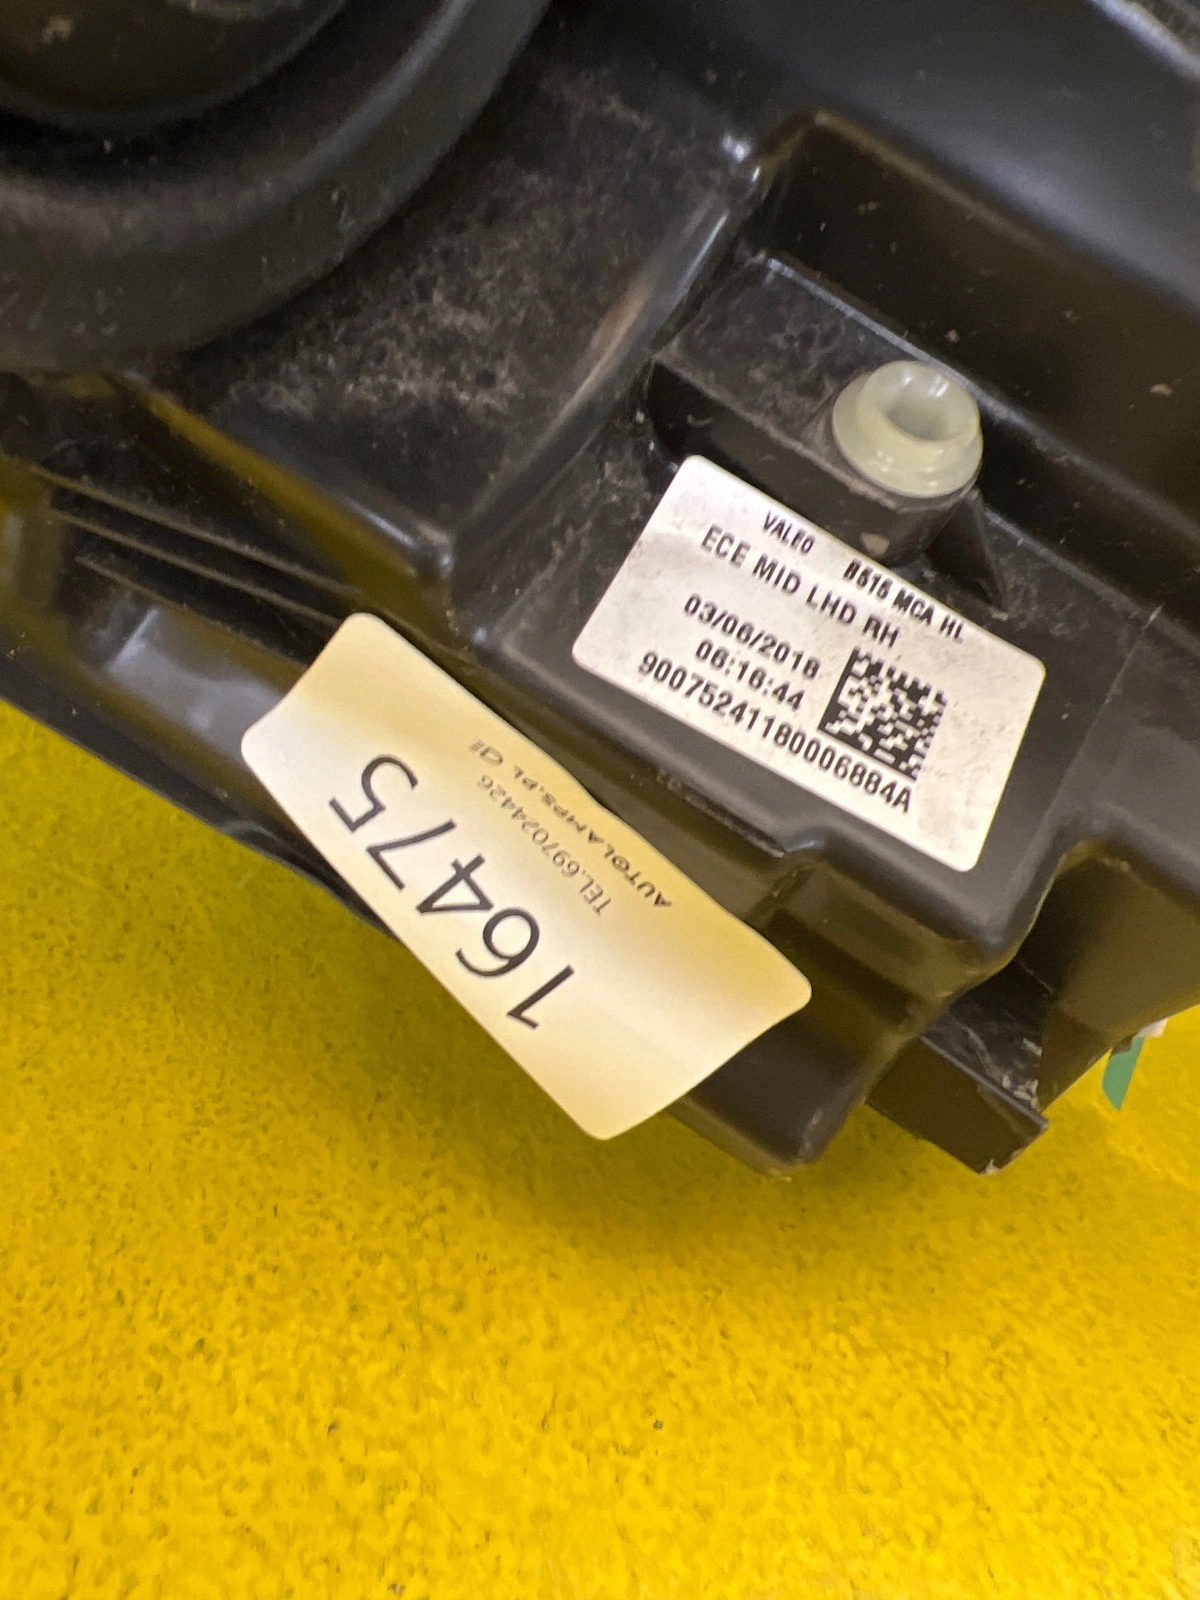 VALEO B515 MCA HL
ECE MID LHD RH
03/06/2018
06:16:44
90075241180006884A
AUTOLAMPS.PL
TEL.697024426
16475